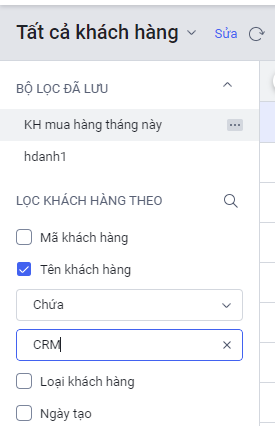 Tất cả khách hàng Sửa
BỘ LỌC ĐÃ LƯU
KH mua hàng tháng này
hdanh1
LỌC KHÁCH HÀNG THEO
Mã khách hàng
Tên khách hàng
Chứa
CRM
Loại khách hàng
Ngày tạo